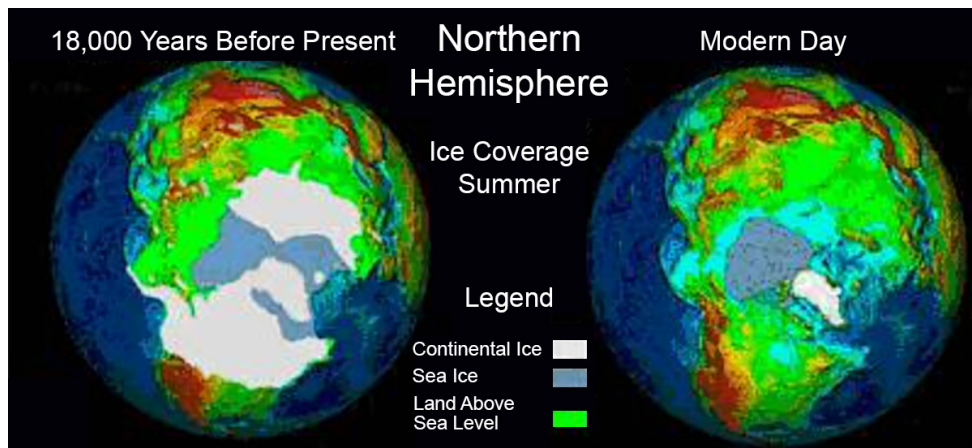 18,000 Years Before Present
Northern
Hemisphere
Modern Day
Ice Coverage
Summer
Legend
Continental Ice
Sea Ice
Land Above
Sea Level